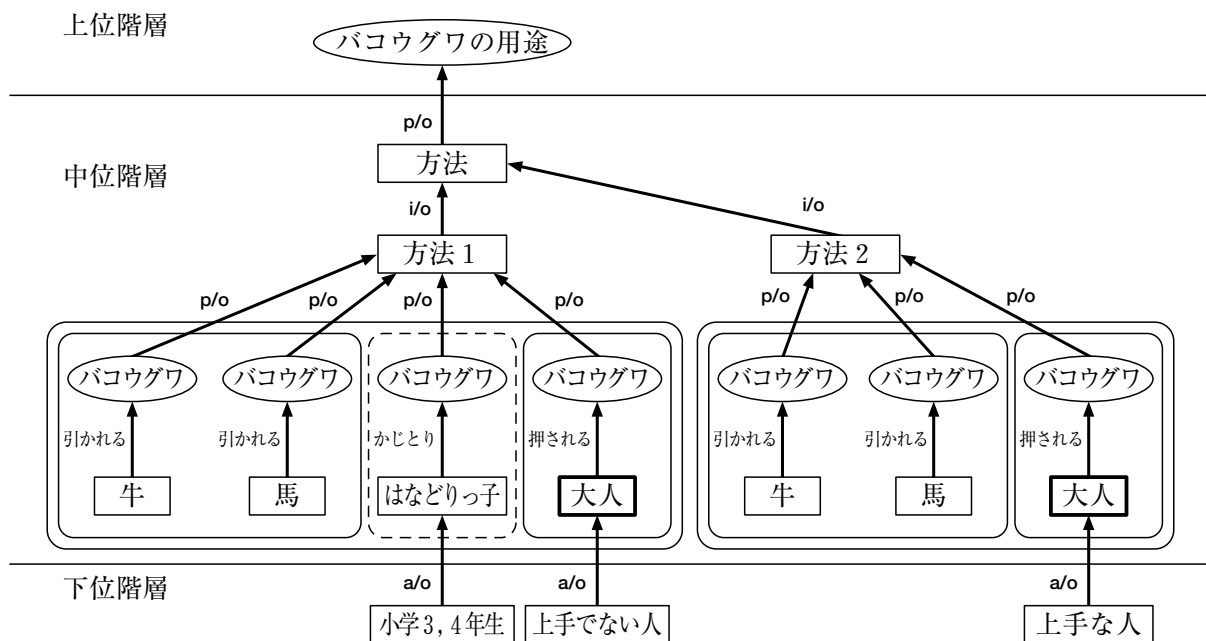 上位階層
バコウグワの用途
p/o
中位階層
方法
i/o
i/o
方法1
方法2
p/o
p/o
p/o
p/o
p/o
p/o
p/o
バコウグワ
バコウグワ
バコウグワ
バコウグワ
バコウグワ
バコウグワ
バコウグワ
引かれる
引かれる
かじとり
押される
引かれる
引かれる
押される
牛
馬
はなどりっ子
大人
牛
馬
大人
下位階層
a/o
a/o
a/o
小学3,4年生
上手でない人
上手な人